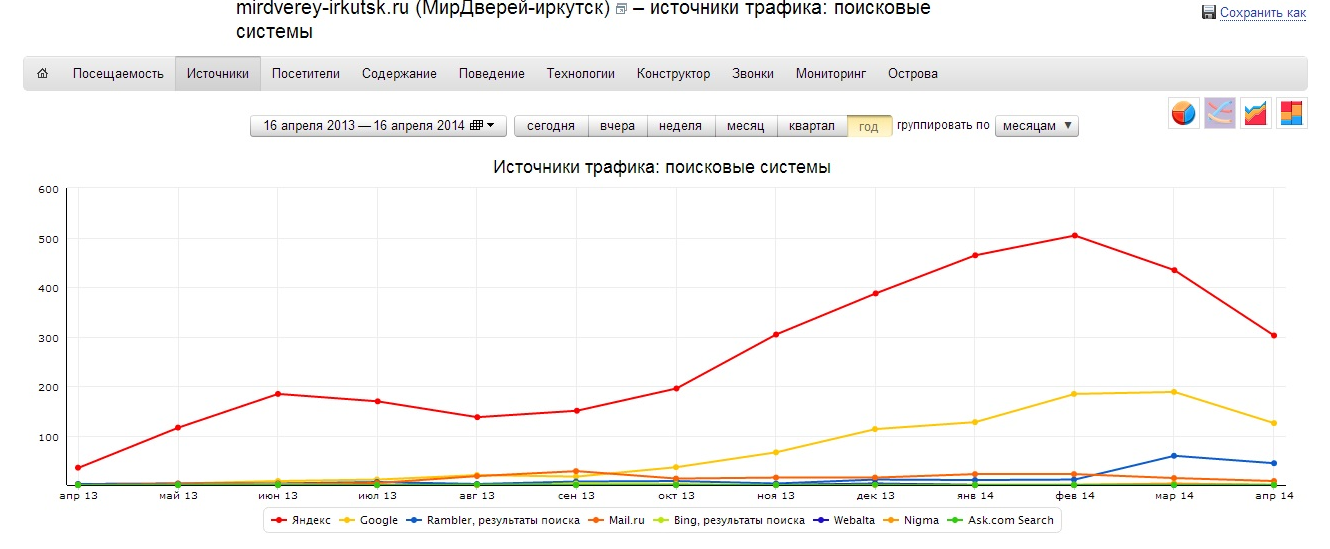 mirdverey-irkutsk.ru (МирДверей-иркутск) – источники трафика: поисковые
системы
Сохранить как
Посещаемость Источники Посетители Содержание Поведение Технологии Конструктор Звонки Мониторинг Острова
16 апреля 2013 — 16 апреля 2014 сегодня вчера неделя месяц квартал год группировать по месяцам
Источники трафика: поисковые системы
600
500
400
300
200
100
апр 13 май 13 июн 13 июл 13 авг 13 сен 13 окт 13 ноя 13 дек 13 янв 14 фев 14 мар 14 апр 14
Яндекс Google Rambler, результаты поиска Mail.ru Bing, результаты поиска Webalta Nigma Ask.com Search